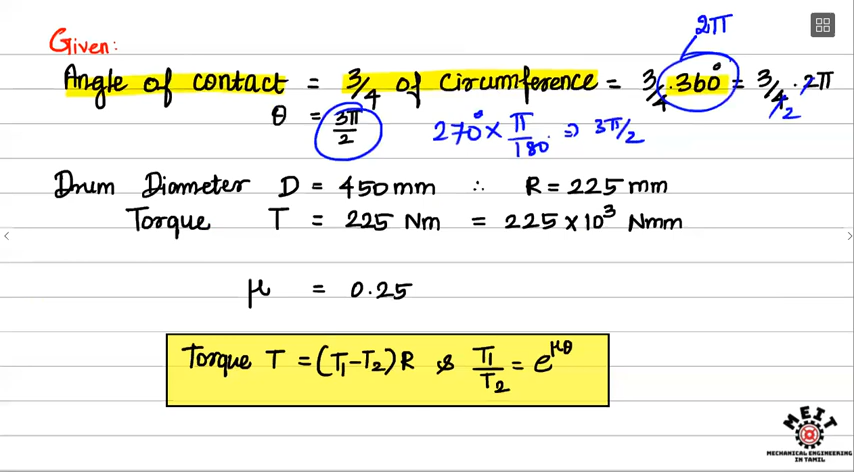 2π
Given:
Angle of contact = 3/4 of circumference = 3/4 . 360° = 3/4 . 2π
2
θ = 3π/2 270° × π/180 ⇒ 3π/2
Drum Diameter D = 450 mm ∴ R = 225 mm
Torque T = 225 Nm = 225 × 10³ Nmm
μ = 0.25
Torque T = (T₁-T₂) R & T₁/T₂ = e^μθ
MEIT
MECHANICAL ENGINEERING
IN TAMIL